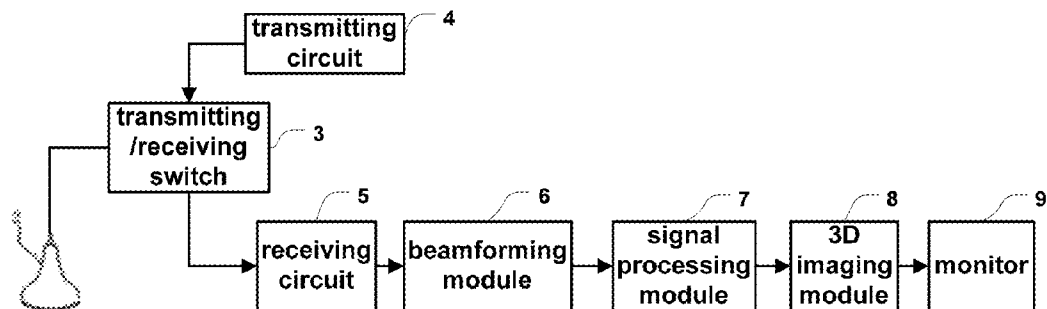 4
transmitting
circuit
transmitting
/receiving
switch
3
5
6
7
8
9
receiving
circuit
beamforming
module
signal
processing
module
3D
imaging
module
monitor